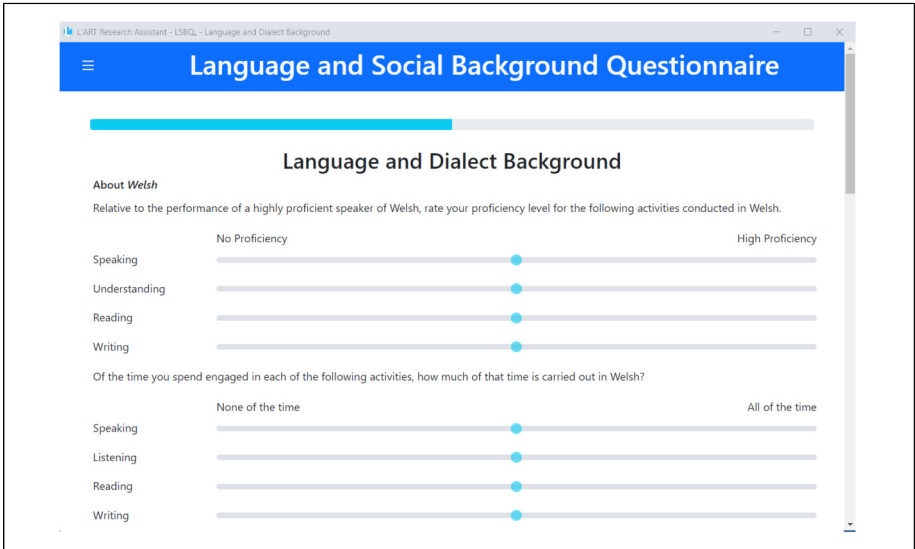 L'ART Research Assistant - LSBQe - Language and Dialect Background
Language and Social Background Questionnaire
Language and Dialect Background
About Welsh
Relative to the performance of a highly proficient speaker of Welsh, rate your proficiency level for the following activities conducted in Welsh.
No Proficiency High Proficiency
Speaking
Understanding
Reading
Writing
Of the time you spend engaged in each of the following activities, how much of that time is carried out in Welsh?
None of the time All of the time
Speaking
Listening
Reading
Writing